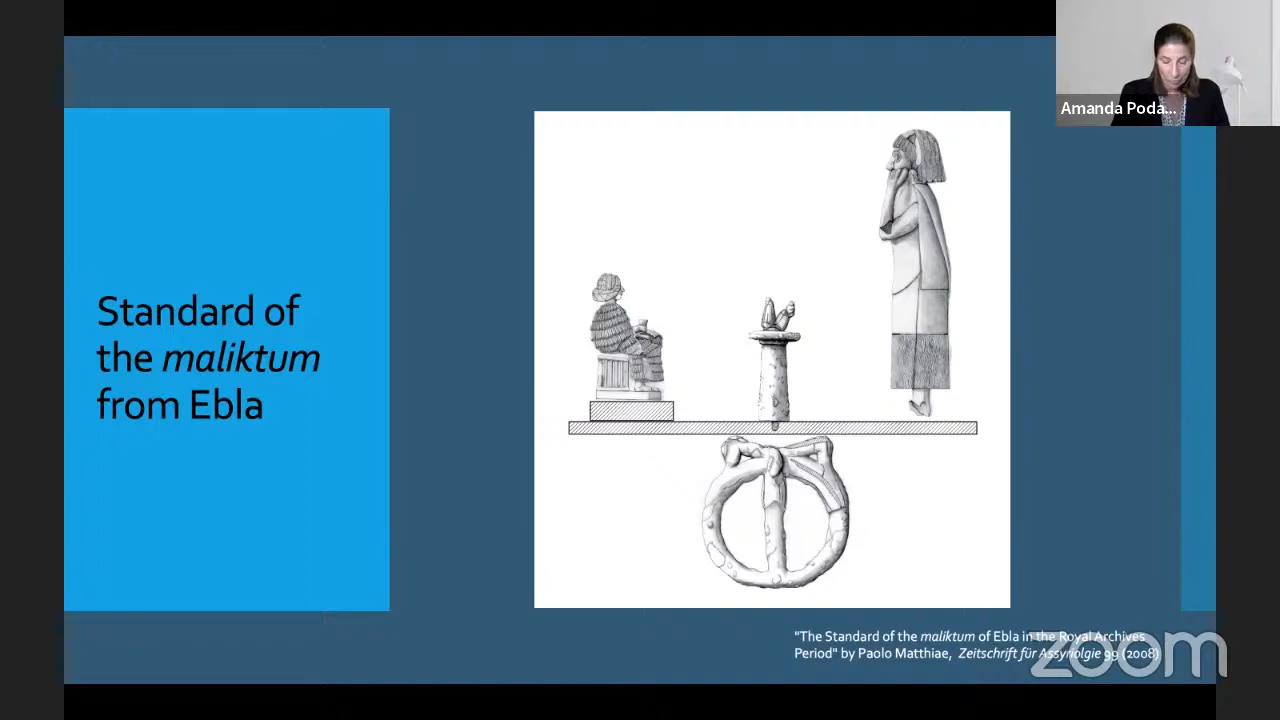 Amanda Poda...
Standard of
the maliktum
from Ebla
"The Standard of the maliktum of Ebla in the Royal Archives
Period" by Paolo Matthiae, Zeitschrift für Assyriolgie 99 (2008)
zoom